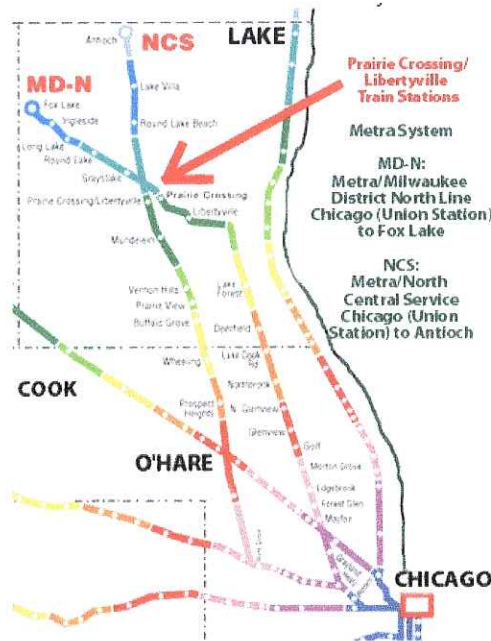 NCS
LAKE
Antioch
MD-N
Prairie Crossing/
Libertyville
Train Stations
Lake Villa
Fox Lake
Ingleside
Round Lake Beach
Metra System
Long Lake
Round Lake
MD-N:
Metra/Milwaukee
District North Line
Chicago (Union Station)
to Fox Lake
Grayslake
Prairie Crossing
Prairie Crossing/Libertyville
Libertyville
Mundelein
NCS:
Metra/North
Central Service
Chicago (Union
Station) to Antioch
Vernon Hills
Lake
Forest
Prairie View
Buffalo Grove
Deerfield
Wheeling
Lake Cook
Rd
COOK
Northbrook
Prospect
Heights
N. Glenview
Glenview
O'HARE
Golf
Morton Grove
Edgebrook
Forest Glen
Mayfair
Grayland
CHICAGO